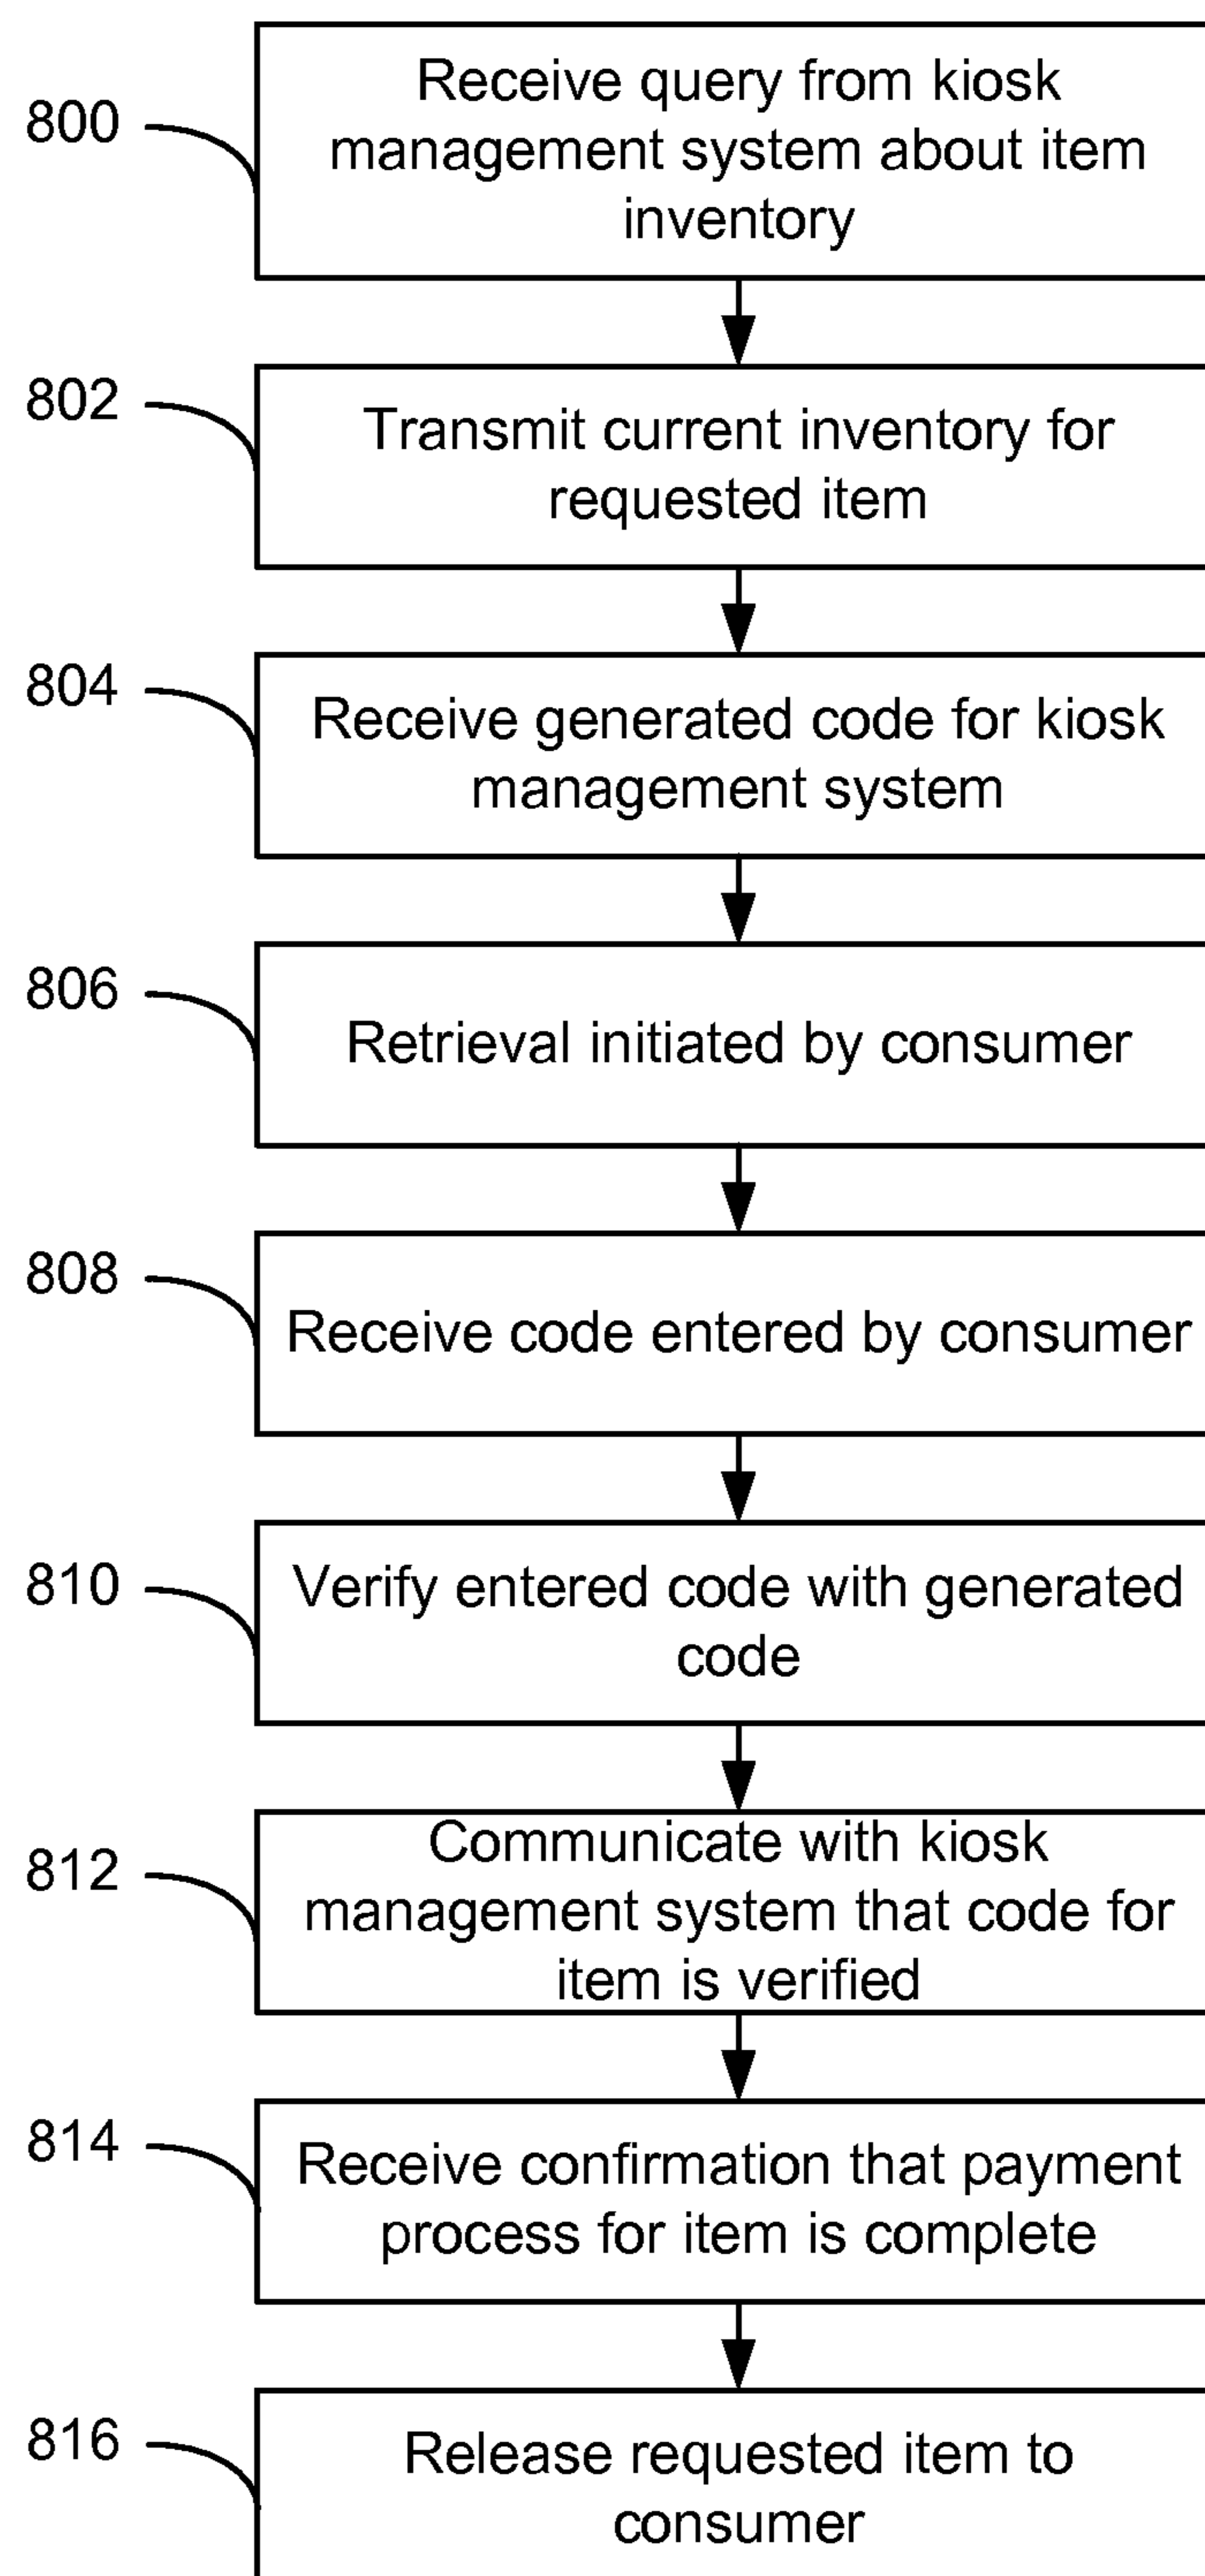 800
Receive query from kiosk
management system about item
inventory
802
Transmit current inventory for
requested item
804
Receive generated code for kiosk
management system
806
Retrieval initiated by consumer
808
Receive code entered by consumer
810
Verify entered code with generated
code
812
Communicate with kiosk
management system that code for
item is verified
814
Receive confirmation that payment
process for item is complete
816
Release requested item to
consumer